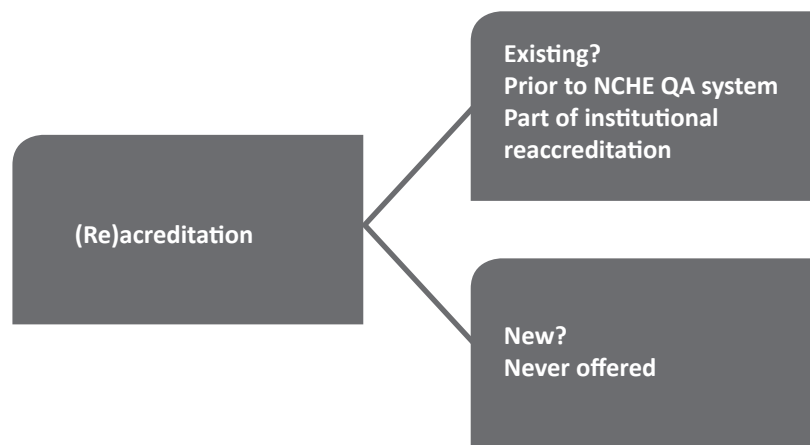 Existing?
Prior to NCHE QA system
Part of institutional
reaccreditation
(Re)acreditation
New?
Never offered